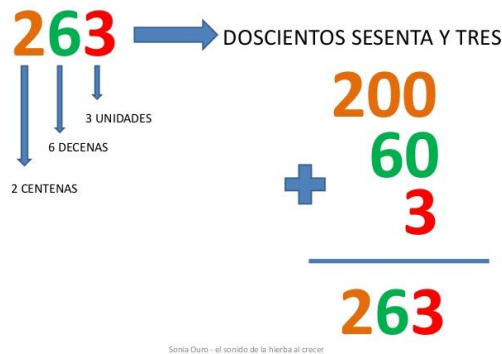 263 DOSCIENTOS SESENTA Y TRES
3 UNIDADES
6 DECENAS
2 CENTENAS
200
60
+ 3
263
Sonia Ouro - el sonido de la hierba al crecer